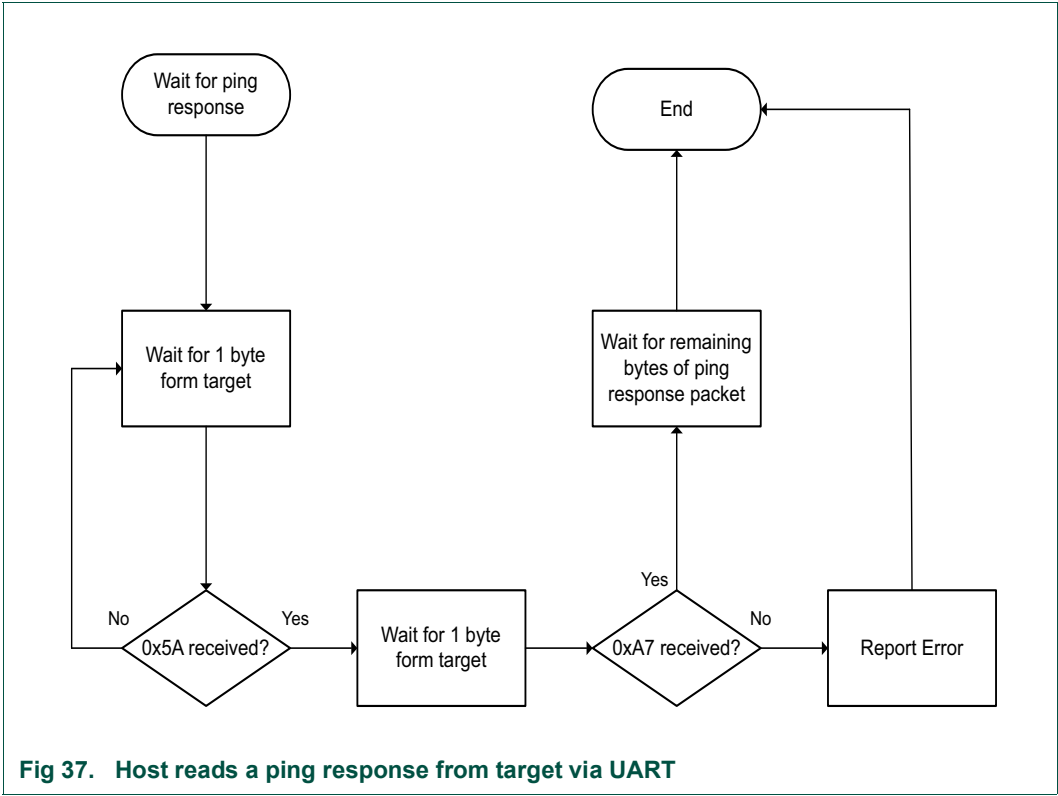 Wait for ping
response
End
Wait for 1 byte
form target
Wait for remaining
bytes of ping
response packet
No
0x5A received?
Yes
Wait for 1 byte
form target
Yes
0xA7 received?
No
Report Error
Fig 37. Host reads a ping response from target via UART